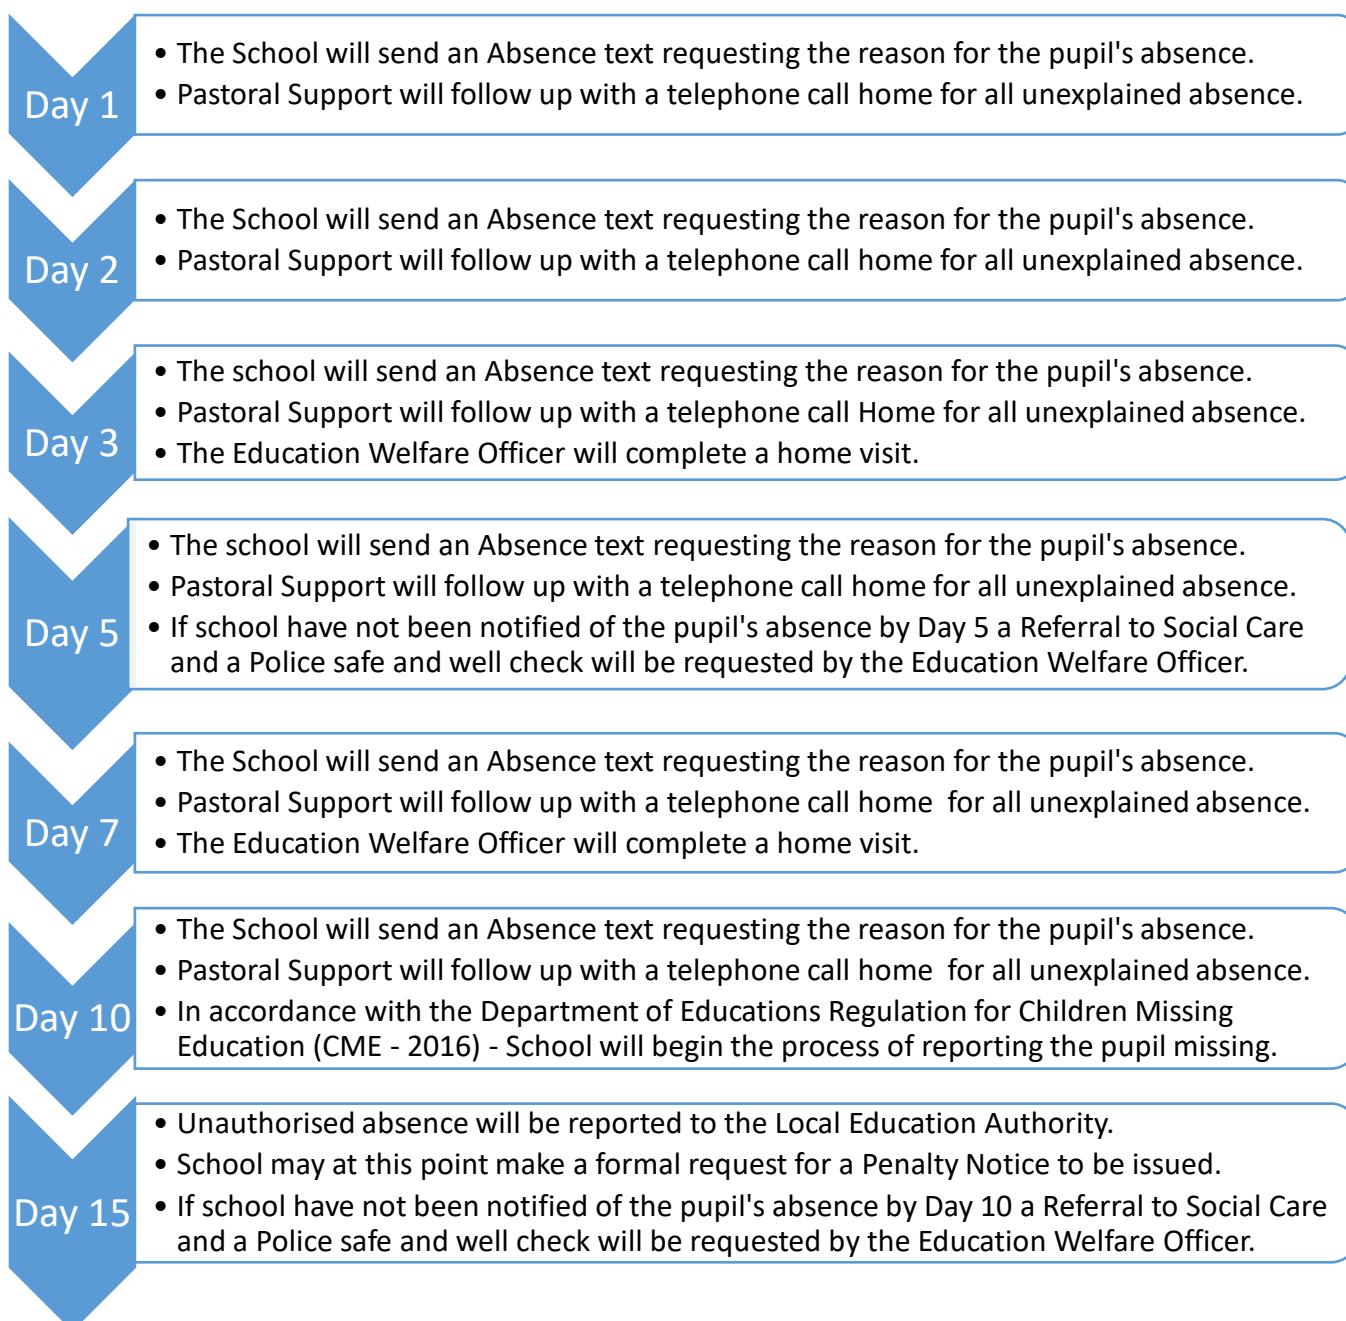 Day 1
• The School will send an Absence text requesting the reason for the pupil's absence.
• Pastoral Support will follow up with a telephone call home for all unexplained absence.
Day 2
• The School will send an Absence text requesting the reason for the pupil's absence.
• Pastoral Support will follow up with a telephone call home for all unexplained absence.
Day 3
• The school will send an Absence text requesting the reason for the pupil's absence.
• Pastoral Support will follow up with a telephone call Home for all unexplained absence.
• The Education Welfare Officer will complete a home visit.
Day 5
• The school will send an Absence text requesting the reason for the pupil's absence.
• Pastoral Support will follow up with a telephone call home for all unexplained absence.
• If school have not been notified of the pupil's absence by Day 5 a Referral to Social Care
and a Police safe and well check will be requested by the Education Welfare Officer.
Day 7
• The School will send an Absence text requesting the reason for the pupil's absence.
• Pastoral Support will follow up with a telephone call home  for all unexplained absence.
• The Education Welfare Officer will complete a home visit.
Day 10
• The School will send an Absence text requesting the reason for the pupil's absence.
• Pastoral Support will follow up with a telephone call home  for all unexplained absence.
• In accordance with the Department of Educations Regulation for Children Missing
Education (CME - 2016) - School will begin the process of reporting the pupil missing.
Day 15
• Unauthorised absence will be reported to the Local Education Authority.
• School may at this point make a formal request for a Penalty Notice to be issued.
• If school have not been notified of the pupil's absence by Day 10 a Referral to Social Care
and a Police safe and well check will be requested by the Education Welfare Officer.